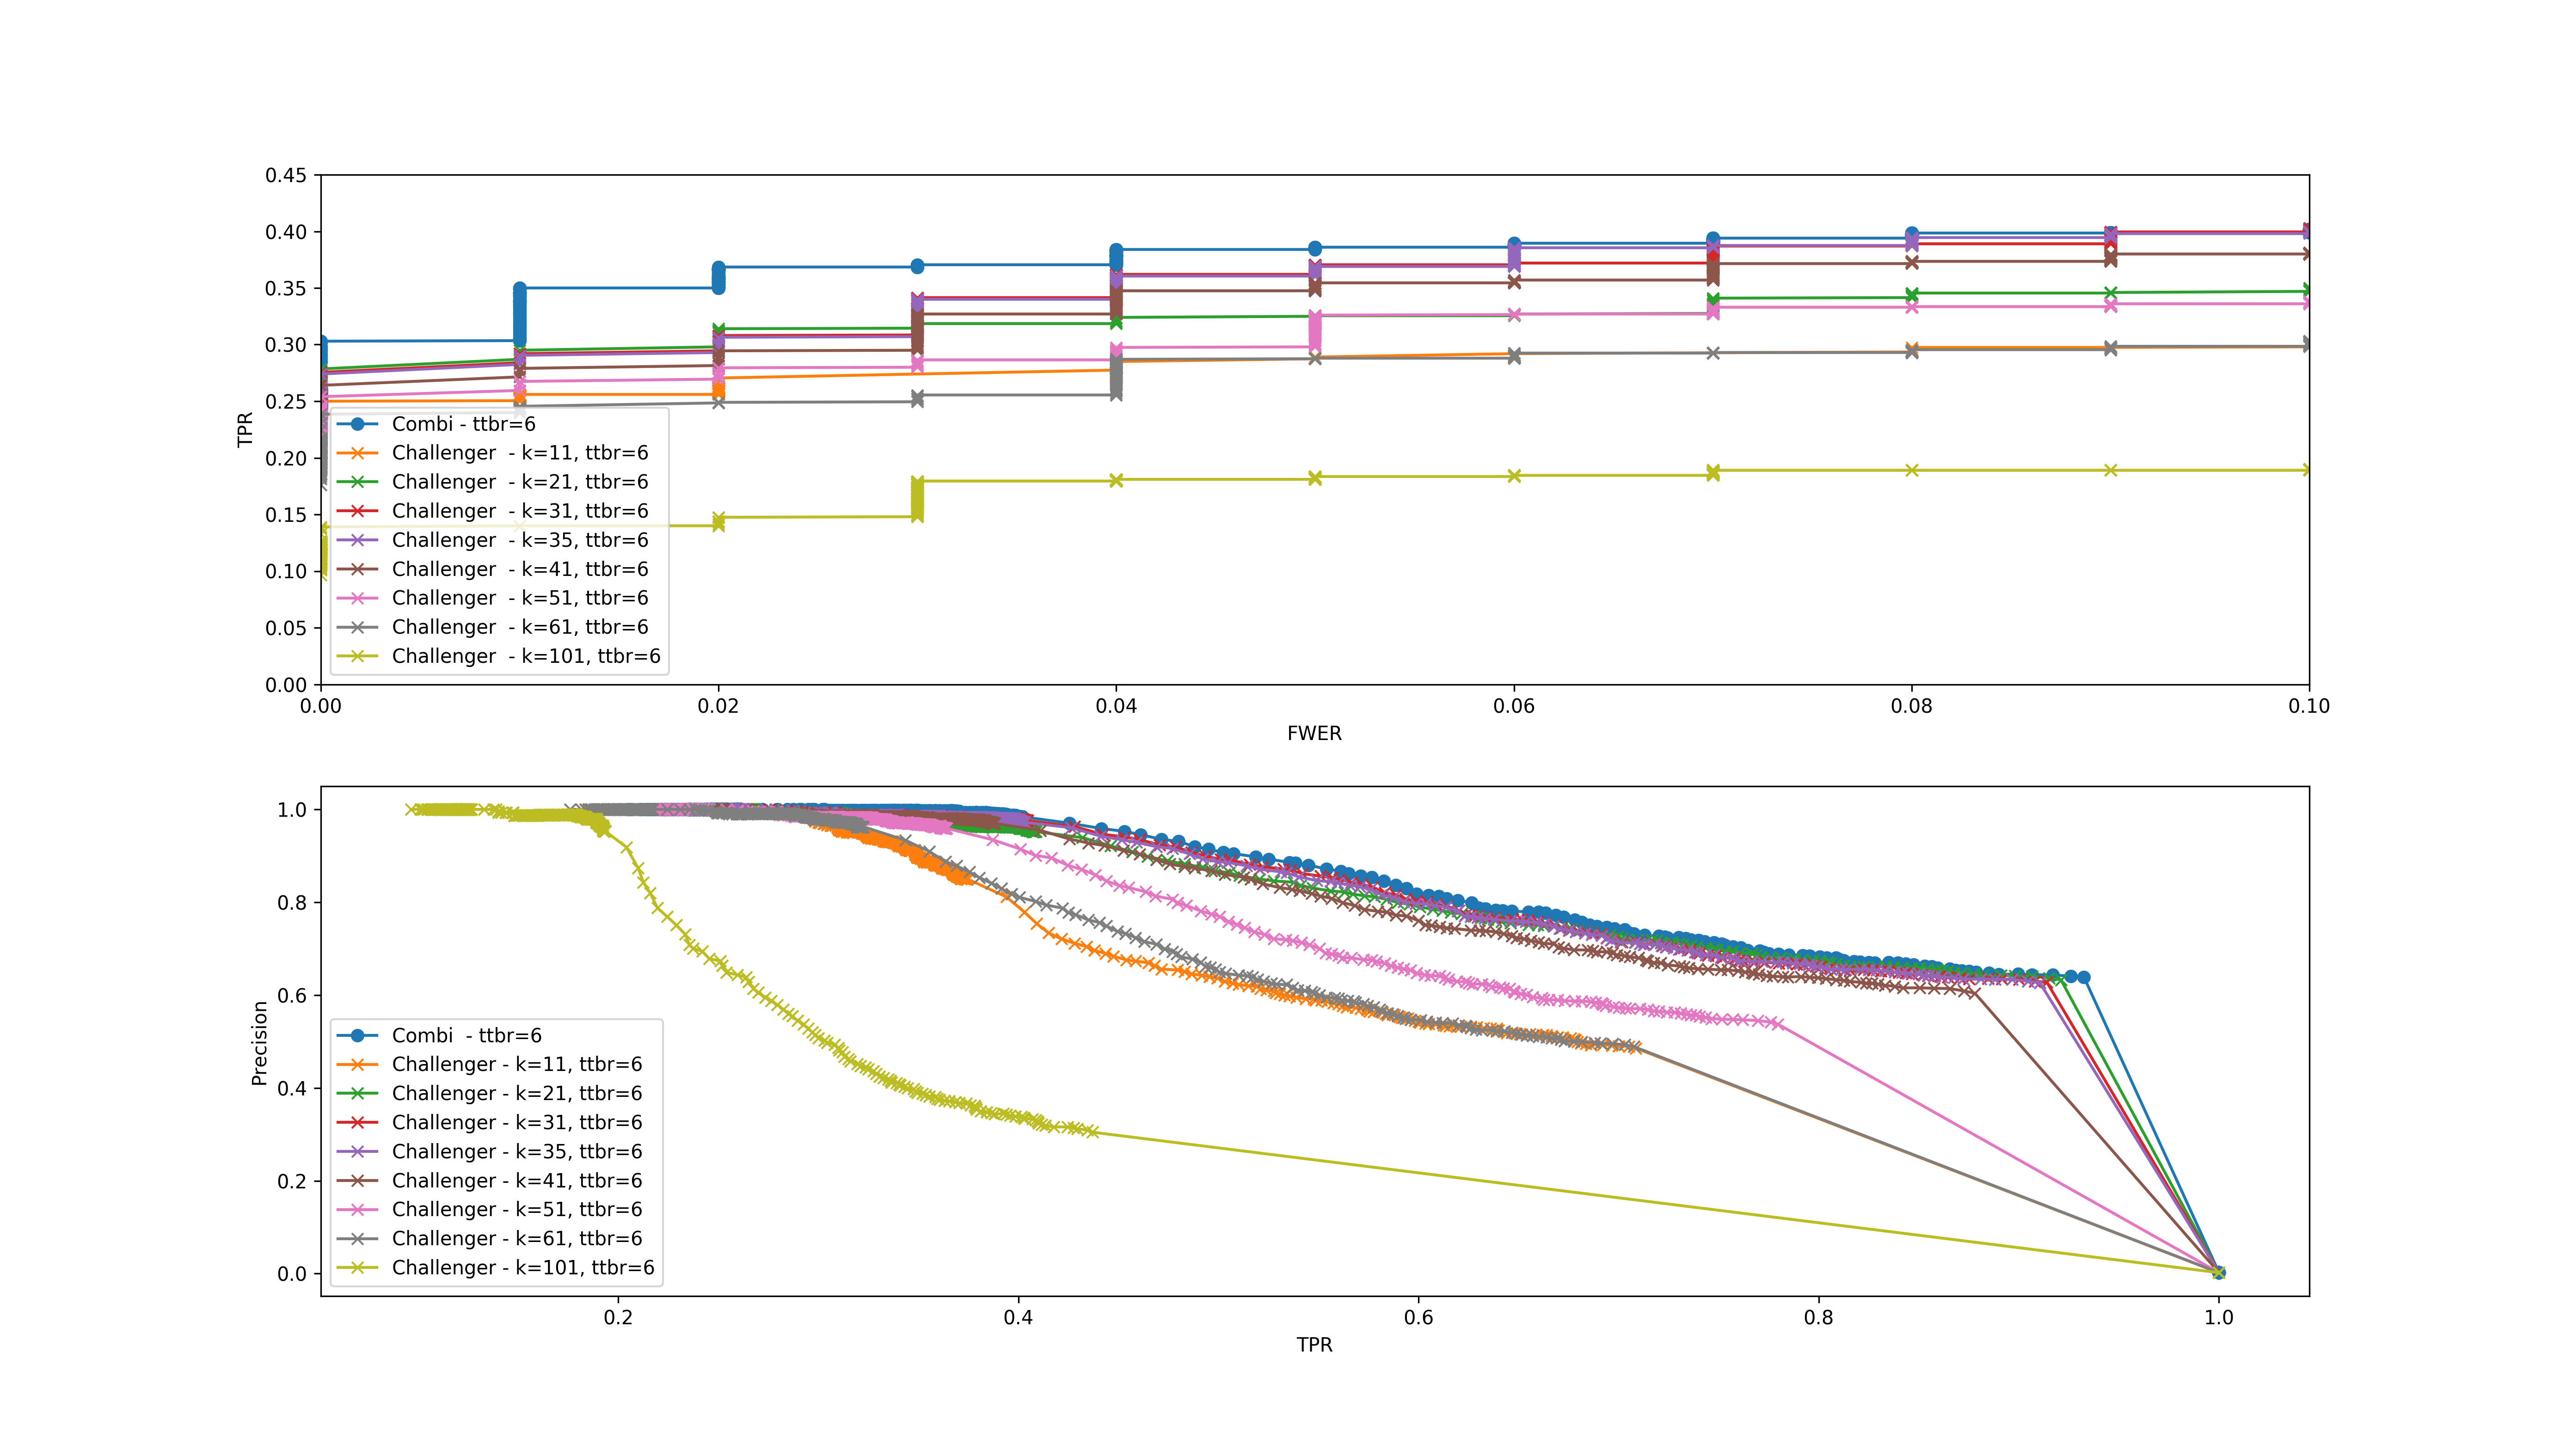 0.45
0.40
0.35
0.30
0.25
0.20
0.15
0.10
0.05
0.00
TPR
Combi - ttbr=6
Challenger - k=11, ttbr=6
Challenger - k=21, ttbr=6
Challenger - k=31, ttbr=6
Challenger - k=35, ttbr=6
Challenger - k=41, ttbr=6
Challenger - k=51, ttbr=6
Challenger - k=61, ttbr=6
Challenger - k=101, ttbr=6
0.00 0.02 0.04 0.06 0.08 0.10
FWER
1.0
0.8
0.6
0.4
0.2
0.0
Precision
Combi - ttbr=6
Challenger - k=11, ttbr=6
Challenger - k=21, ttbr=6
Challenger - k=31, ttbr=6
Challenger - k=35, ttbr=6
Challenger - k=41, ttbr=6
Challenger - k=51, ttbr=6
Challenger - k=61, ttbr=6
Challenger - k=101, ttbr=6
0.2 0.4 0.6 0.8 1.0
TPR